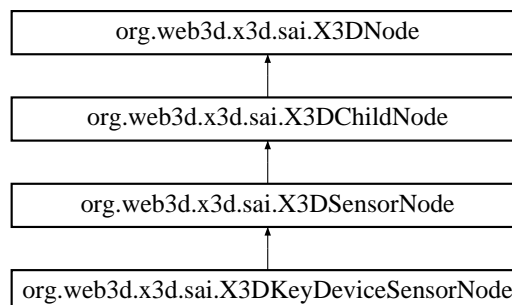 org.web3d.x3d.sai.X3DNode
org.web3d.x3d.sai.X3DChildNode
org.web3d.x3d.sai.X3DSensorNode
org.web3d.x3d.sai.X3DKeyDeviceSensorNode